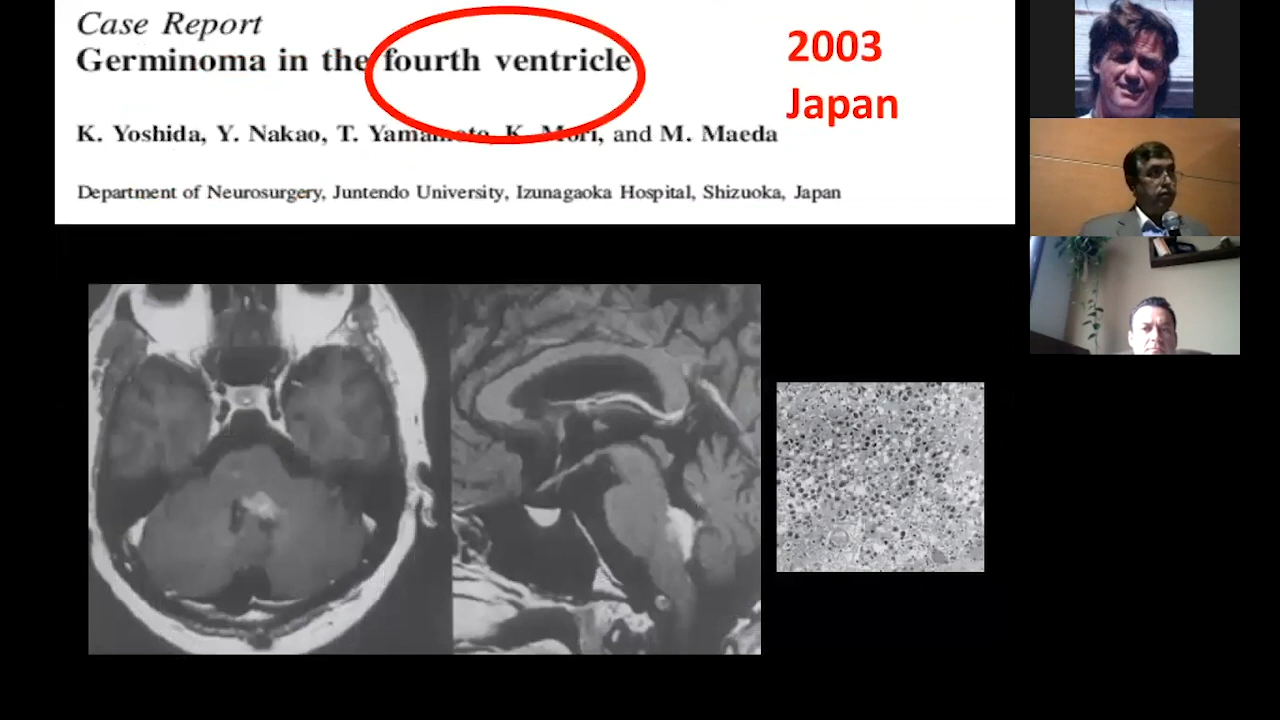 Case Report
Germinoma in the fourth ventricle
K. Yoshida, Y. Nakao, T. Yamamoto, K. Mori, and M. Maeda
Department of Neurosurgery, Juntendo University, Izunagaoka Hospital, Shizuoka, Japan
2003
Japan